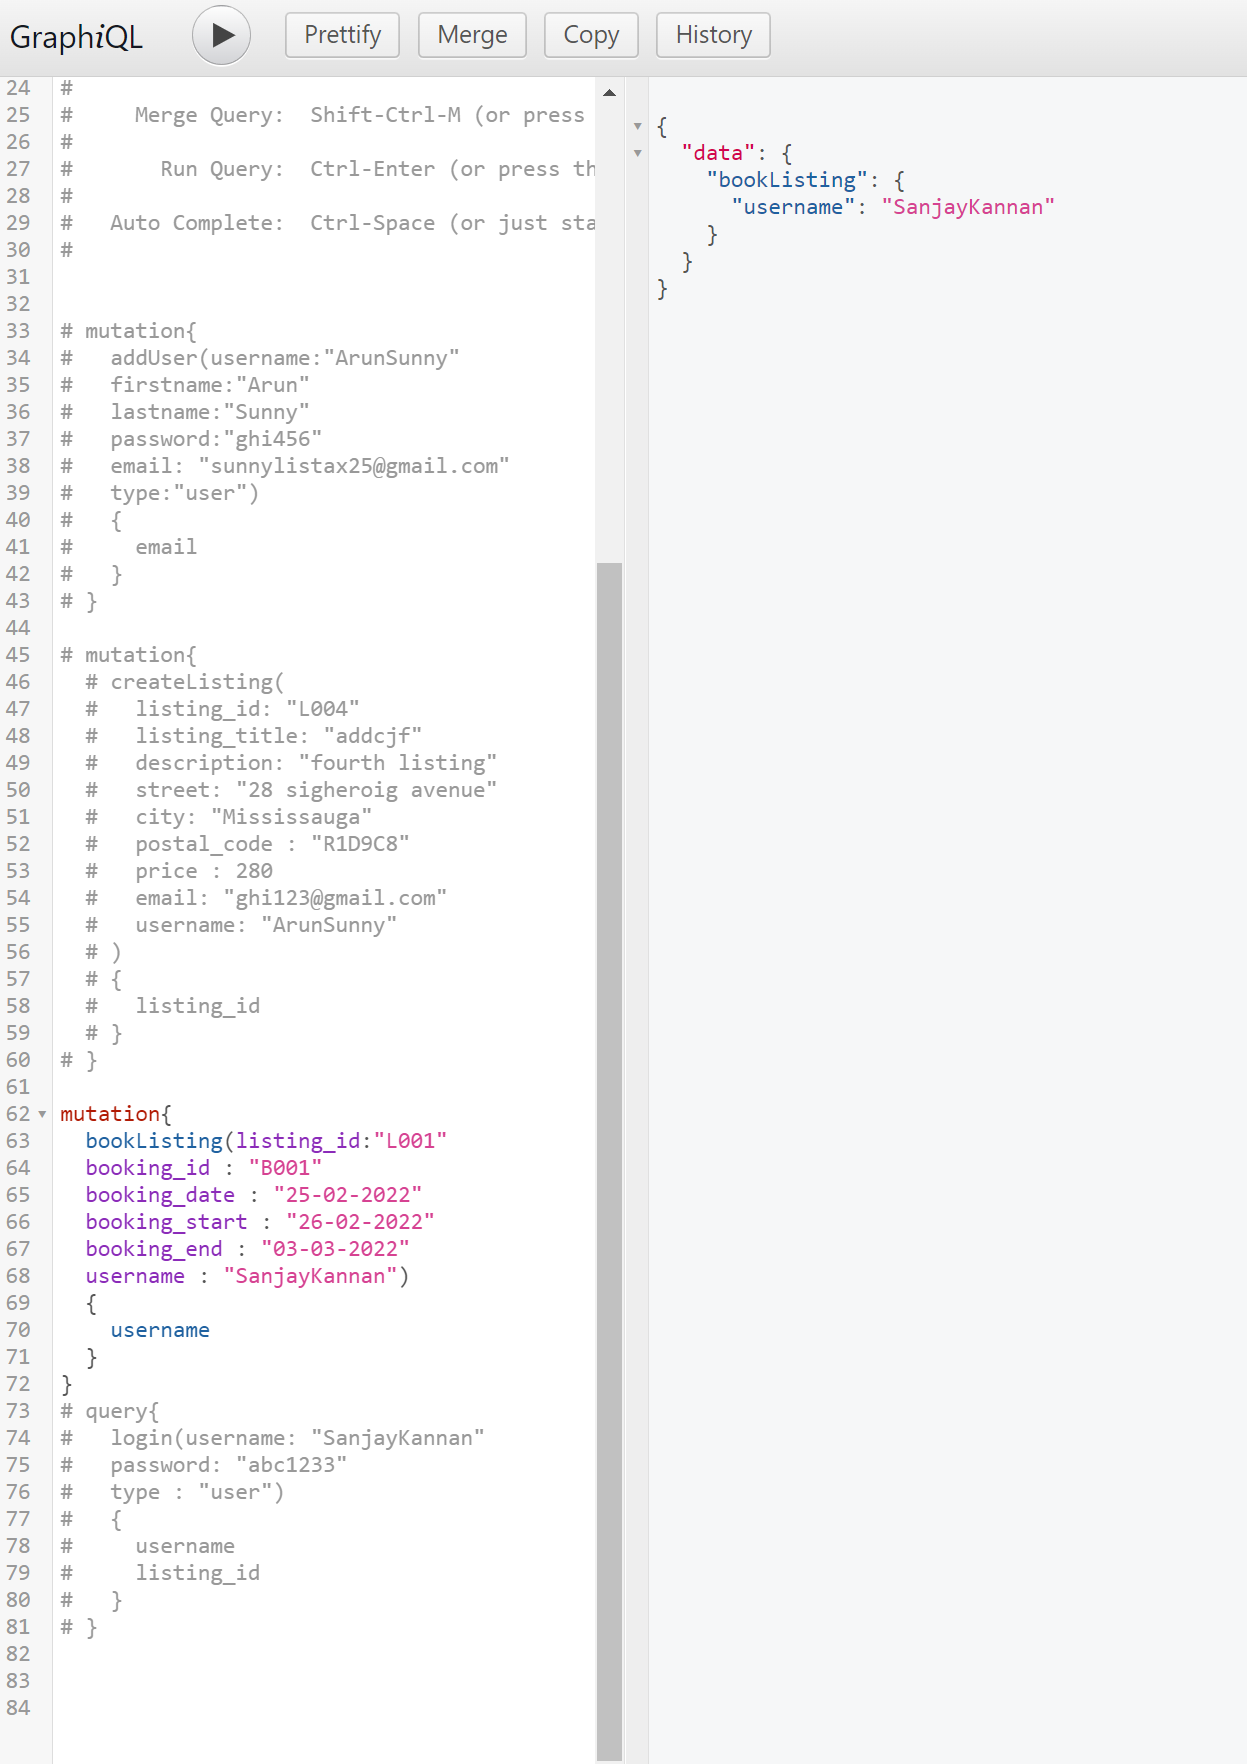 GraphiQL Prettify Merge Copy History
24 #
25 #     Merge Query:  Shift-Ctrl-M (or press
26 #
27 #       Run Query:  Ctrl-Enter (or press th
28 #
29 #   Auto Complete:  Ctrl-Space (or just sta
30 #
31
32
33 # mutation{
34 #   addUser(username:"ArunSunny"
35 #   firstname:"Arun"
36 #   lastname:"Sunny"
37 #   password:"ghi456"
38 #   email: "sunnylistax25@gmail.com"
39 #   type:"user")
40 #   {
41 #     email
42 #   }
43 # }
44
45 # mutation{
46   # createListing(
47   #   listing_id: "L004"
48   #   listing_title: "addcjf"
49   #   description: "fourth listing"
50   #   street: "28 sigheroig avenue"
51   #   city: "Mississauga"
52   #   postal_code : "R1D9C8"
53   #   price : 280
54   #   email: "ghi123@gmail.com"
55   #   username: "ArunSunny"
56   # )
57   # {
58   #   listing_id
59   # }
60 # }
61
62 mutation{
63   bookListing(listing_id:"L001"
64   booking_id : "B001"
65   booking_date : "25-02-2022"
66   booking_start : "26-02-2022"
67   booking_end : "03-03-2022"
68   username : "SanjayKannan")
69   {
70     username
71   }
72 }
73 # query{
74 #   login(username: "SanjayKannan"
75 #   password: "abc1233"
76 #   type : "user")
77 #   {
78 #     username
79 #     listing_id
80 #   }
81 # }
82
83
84
{
  "data": {
    "bookListing": {
      "username": "SanjayKannan"
    }
  }
}